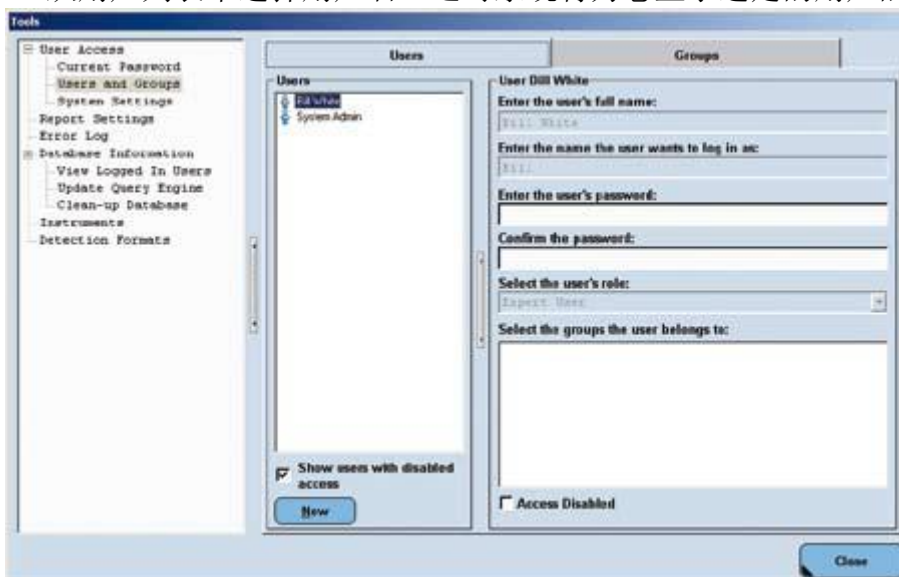 Tools
User Access
Current Password
Users and Groups
System Settings
Report Settings
Error Log
Database Information
View Logged In Users
Update Query Engine
Clean-up Database
Instruments
Detection Formats
Users
Groups
Users
Bill White
System Admin
Show users with disabled
access
New
User Bill White
Enter the user's full name:
Bill White
Enter the name the user wants to log in as:
Bill
Enter the user's password:
Confirm the password:
Select the user's role:
Expert User
Select the groups the user belongs to:
Access Disabled
Close